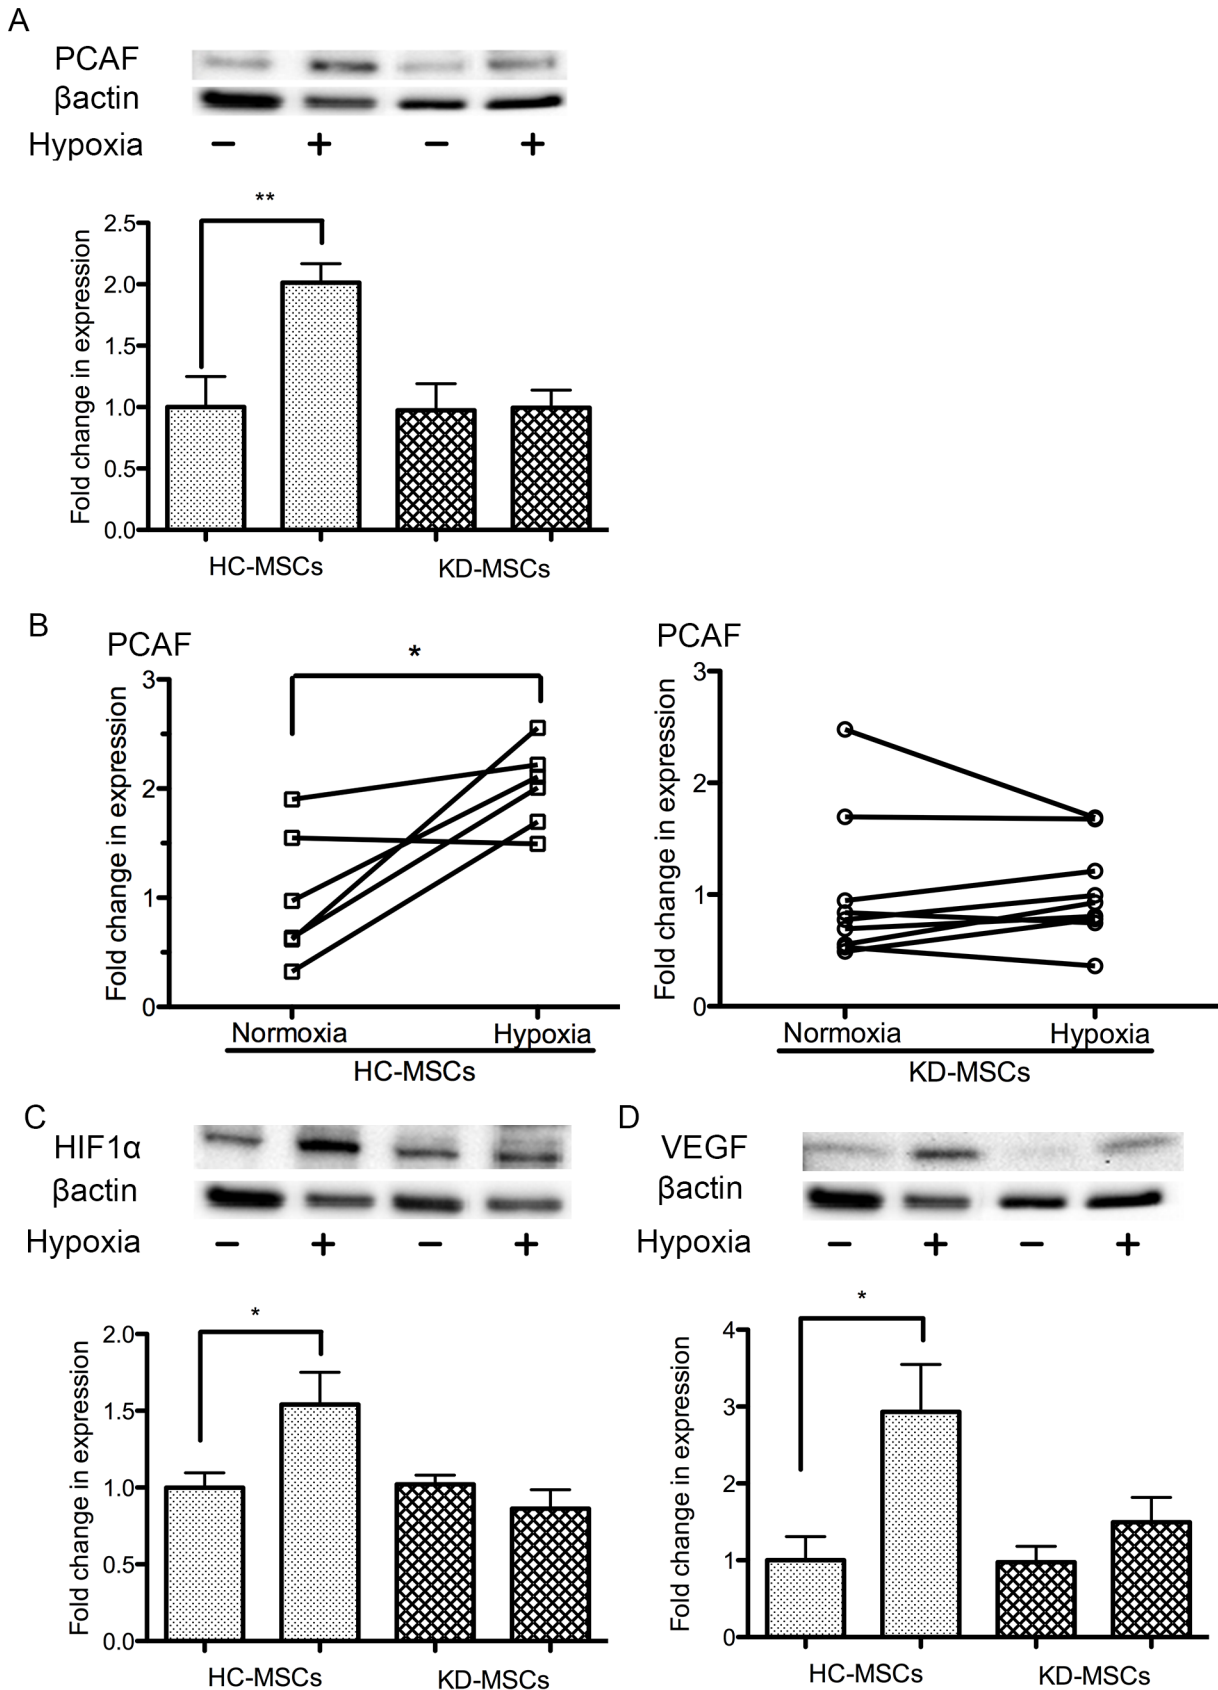 A
PCAF
βactin
Hypoxia − + − +
**
2.5
2.0
1.5
1.0
0.5
0.0
Fold change in expression
HC-MSCs KD-MSCs
B
PCAF
*
3
2
1
0
Fold change in expression
Normoxia Hypoxia
HC-MSCs
PCAF
3
2
1
0
Fold change in expression
Normoxia Hypoxia
KD-MSCs
C
HIF1α
βactin
Hypoxia − + − +
*
2.0
1.5
1.0
0.5
0.0
Fold change in expression
HC-MSCs KD-MSCs
D
VEGF
βactin
Hypoxia − + − +
*
4
3
2
1
0
Fold change in expression
HC-MSCs KD-MSCs